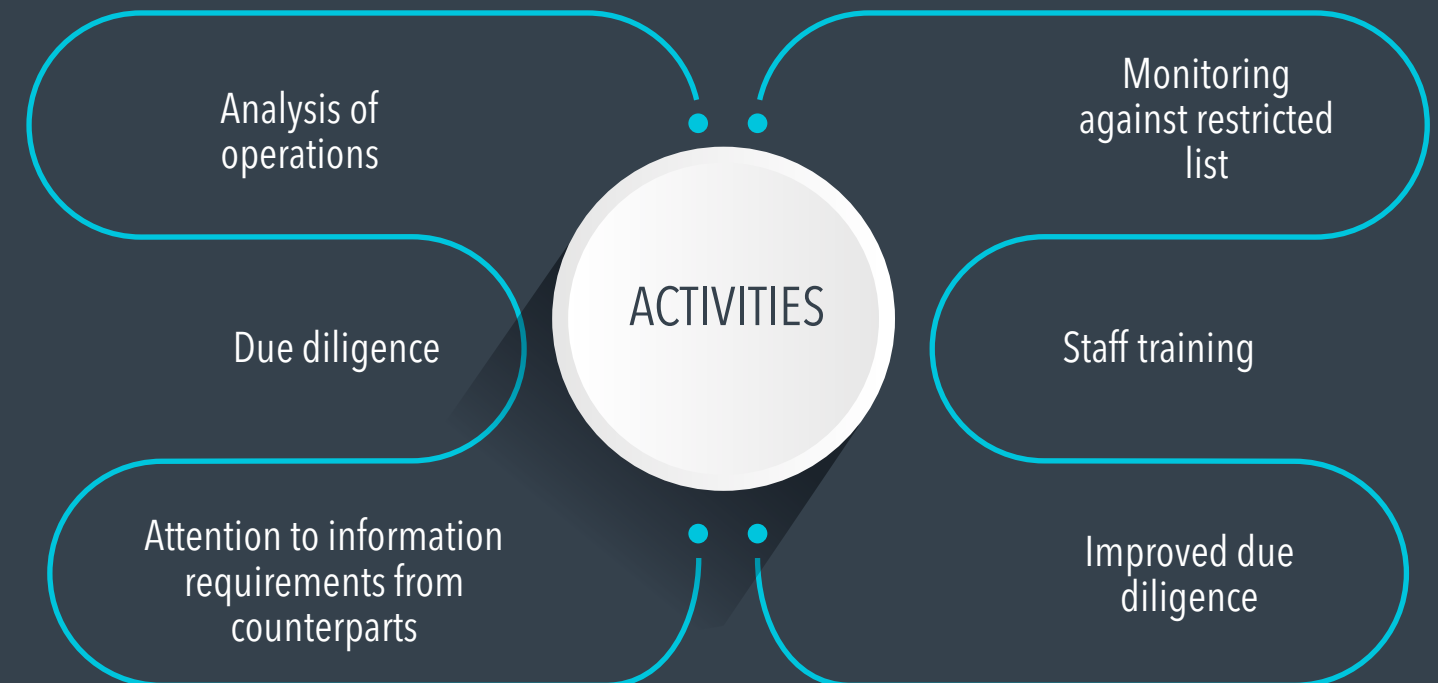 Analysis of
operations
Due diligence
Attention to information
requirements from
counterparts
ACTIVITIES
Monitoring
against restricted
list
Staff training
Improved due
diligence